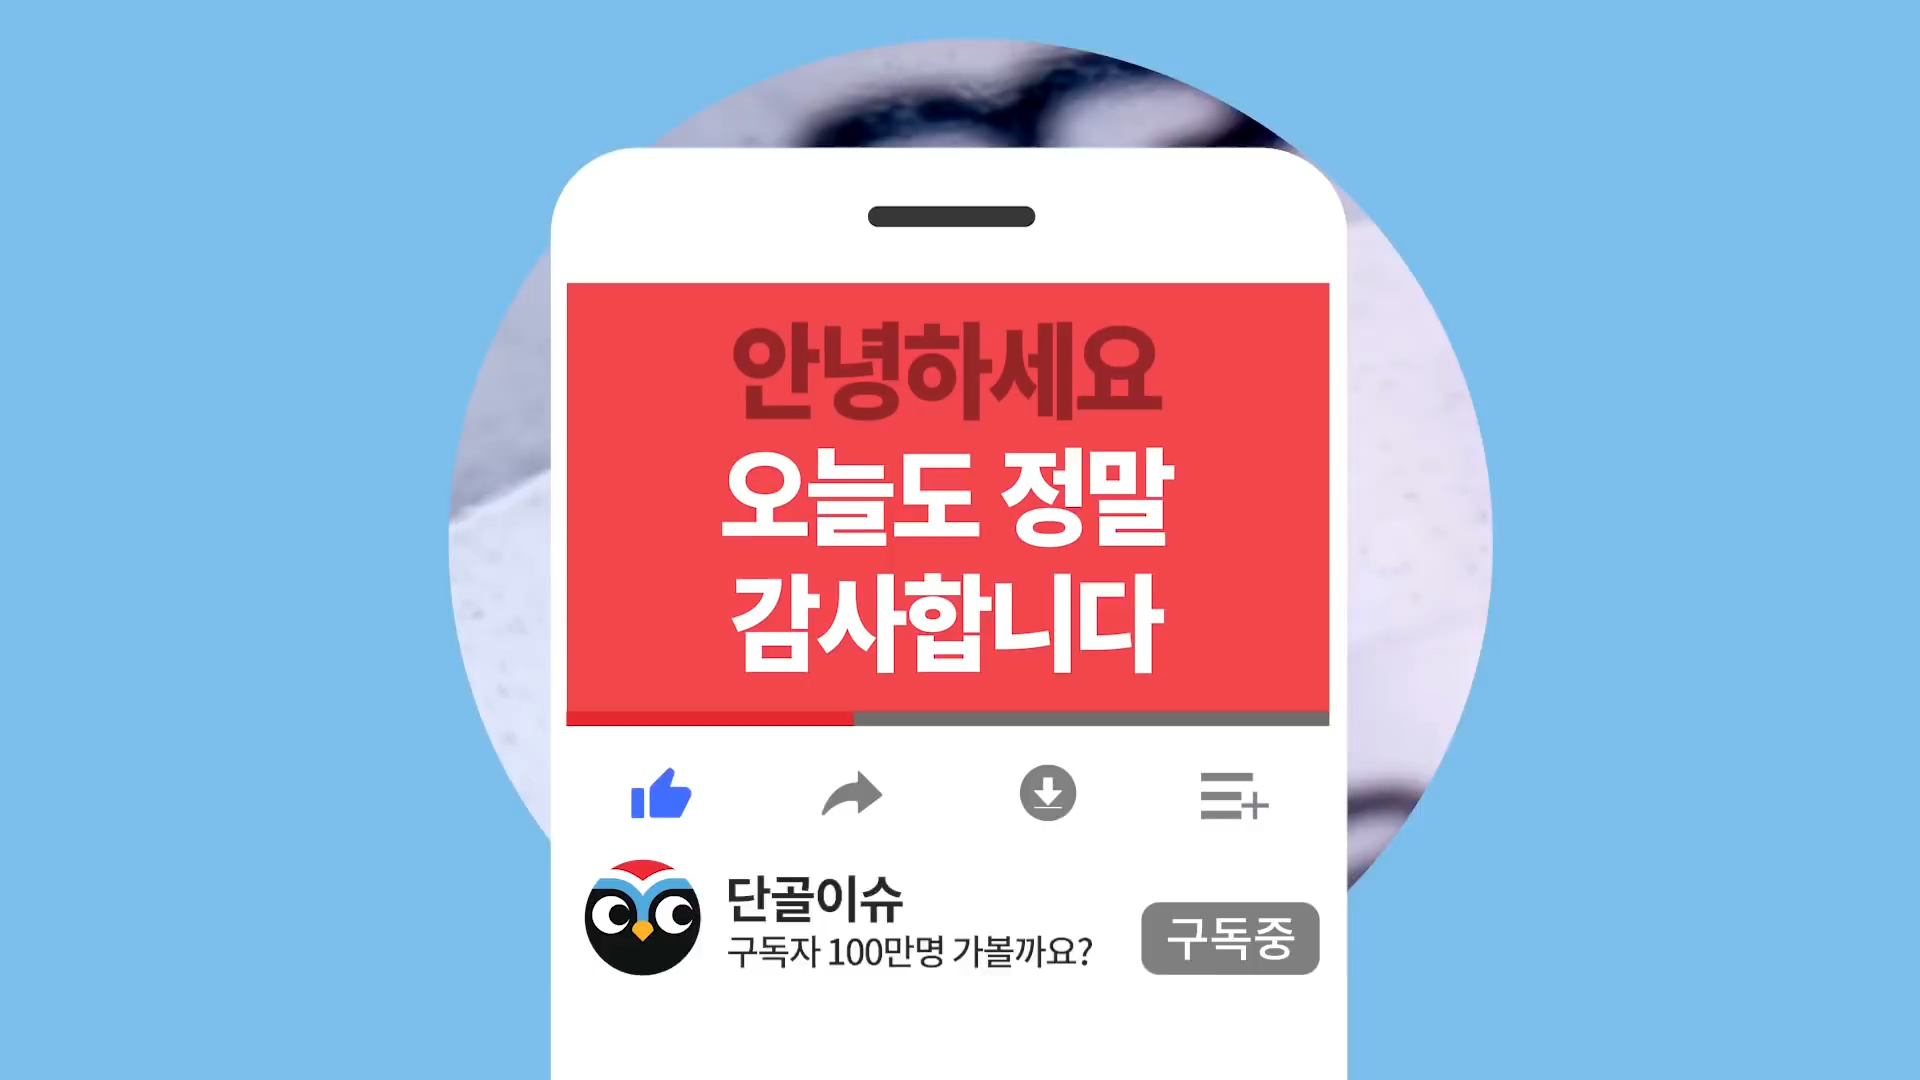 안녕하세요
오늘도 정말
감사합니다
단골이슈
구독자 100만명 가볼까요?
구독중